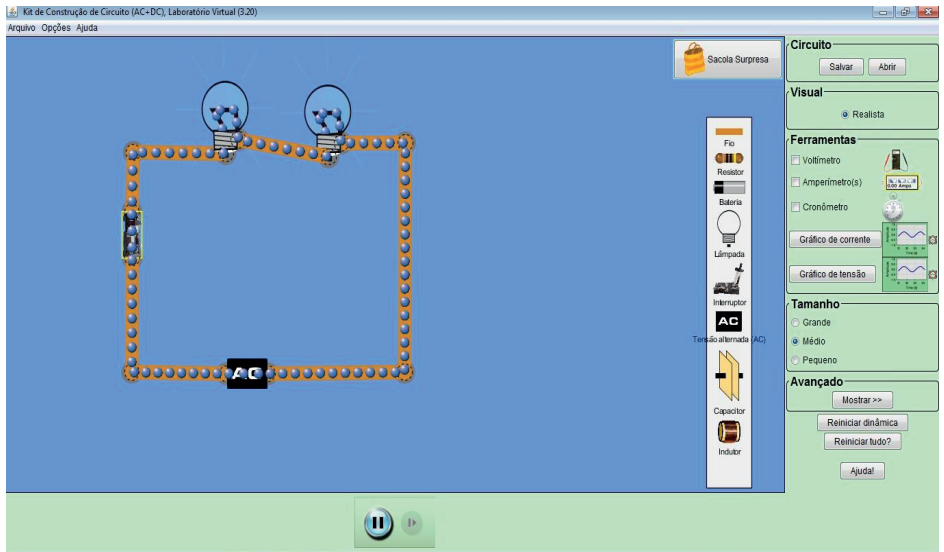 Kit de Construção de Circuito (AC+DC), Laboratório Virtual (3.20)
Arquivo Opções Ajuda
Sacola Surpresa
Fio
Resistor
Bateria
Lâmpada
Interruptor
AC
Tensão alternada (AC)
Capacitor
Indutor
AC
Circuito
Salvar Abrir
Visual
Realista
Ferramentas
Voltímetro
Amperímetro(s)
0.00 Amps
Cronômetro
Gráfico de corrente
Gráfico de tensão
Tamanho
Grande
Médio
Pequeno
Avançado
Mostrar >>
Reiniciar dinâmica
Reiniciar tudo?
Ajuda!